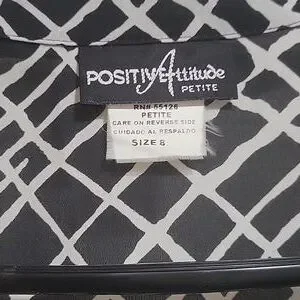 POSITIVE Attitude
PETITE
RN# 55126
PETITE
CARE ON REVERSE SIDE
CUIDADO AL RESPALDO
SIZE 8